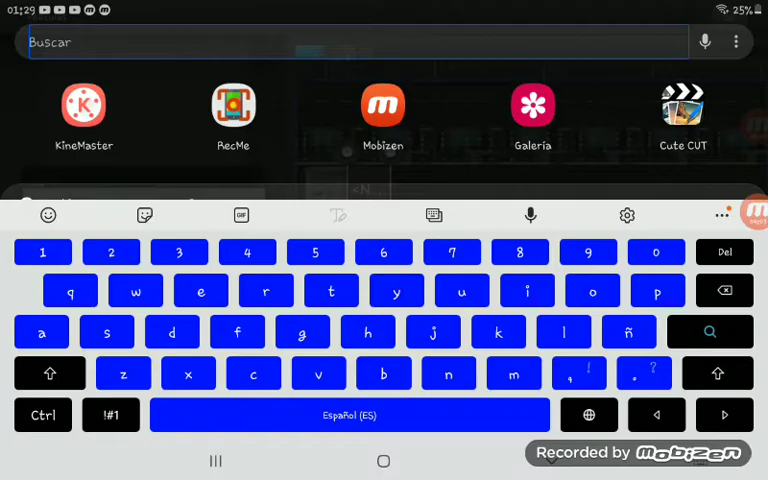 01:29
25%
Buscar
KineMaster
RecMe
Mobizen
Galería
Cute CUT
<N
GIF
1 2 3 4 5 6 7 8 9 0 Del
q w e r t y u i o p
a s d f g h j k l ñ
z x c v b n m , ! . ?
Ctrl !#1 Español (ES)
Recorded by mobizen